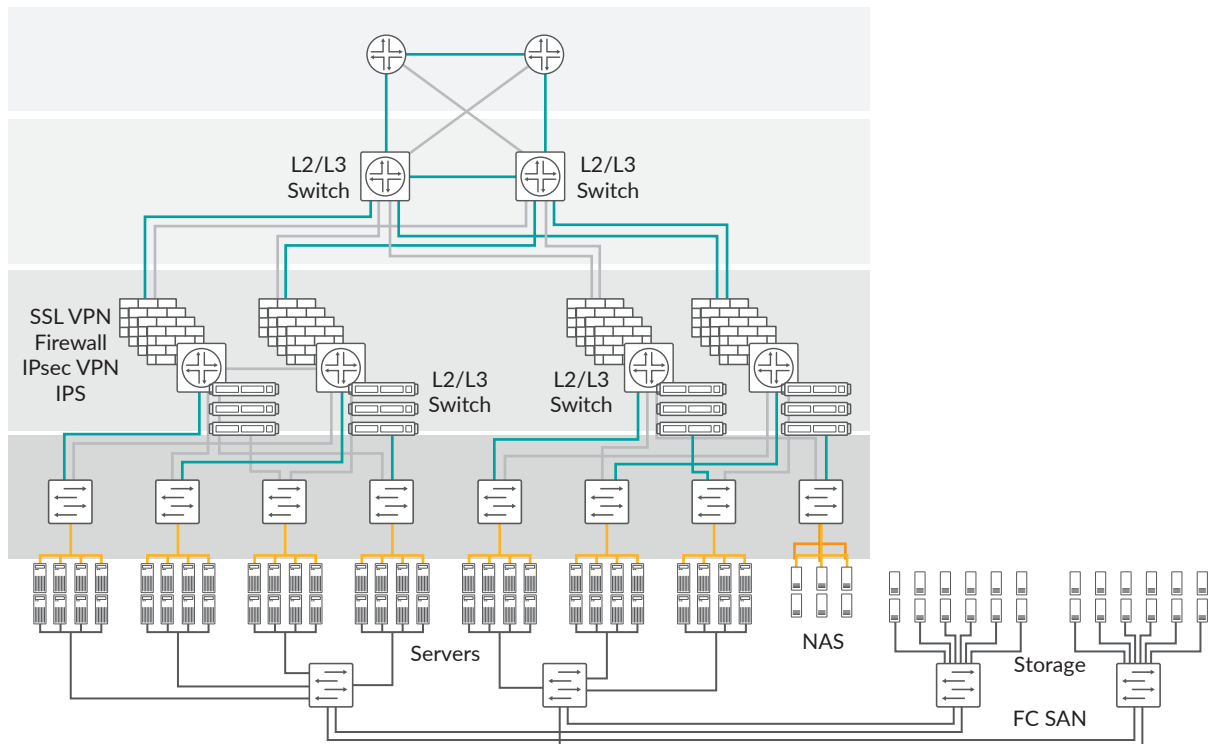 L2/L3
Switch
L2/L3
Switch
SSL VPN
Firewall
IPsec VPN
IPS
L2/L3
Switch
L2/L3
Switch
Servers
NAS
Storage
FC SAN